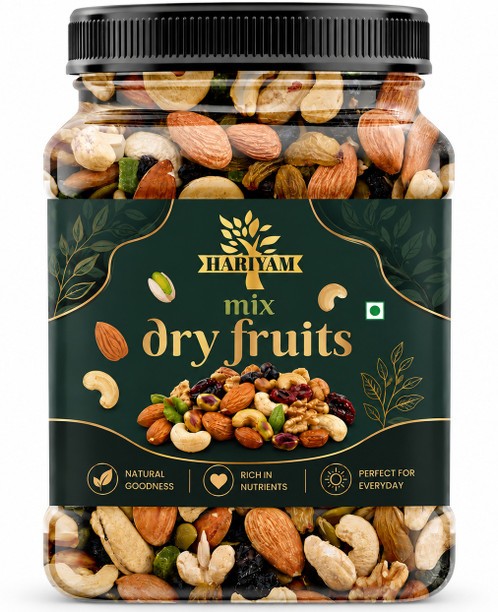 HARIYAM
mix
dry fruits
NATURAL
GOODNESS
RICH IN
NUTRIENTS
PERFECT FOR
EVERYDAY